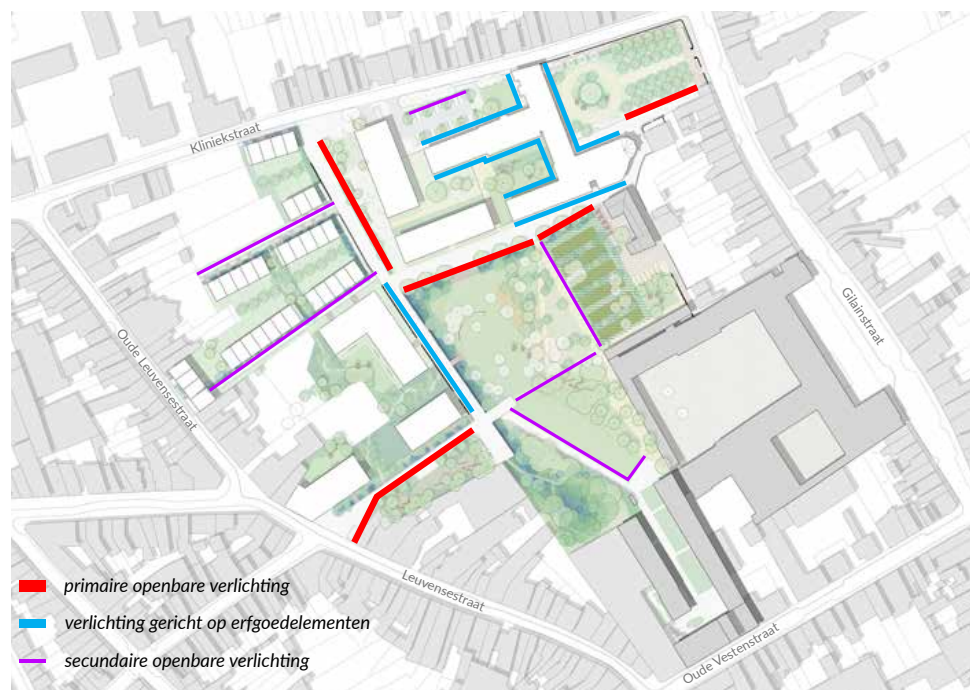 Kliniekstraat
Oude Leuvensestraat
Gilainstraat
Leuvensestraat
Oude Vestenstraat
primaire openbare verlichting
verlichting gericht op erfgoedelementen
secundaire openbare verlichting